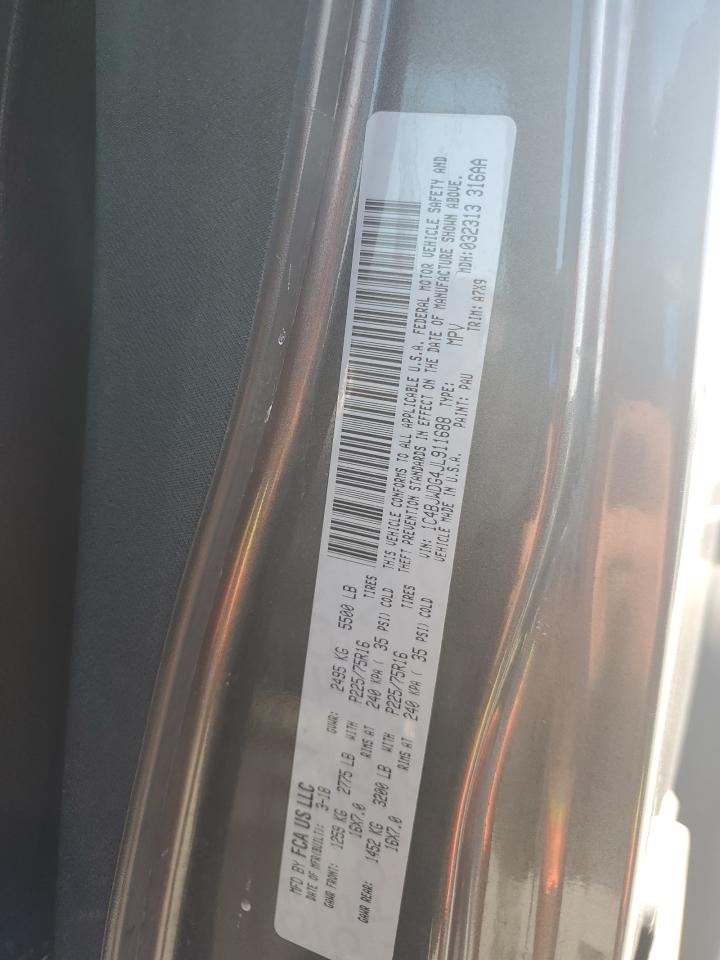 MFD BY FCA US LLC
DATE OF MFR(BUILT): 3-18 GVWR: 2495 KG 5500 LB
GAWR FRONT: 1259 KG 2775 LB WITH P225/75R16 TIRES
16X7.0 RIMS AT 240 KPA ( 35 PSI) COLD
GAWR REAR: 1452 KG 3200 LB WITH P225/75R16 TIRES
16X7.0 RIMS AT 240 KPA ( 35 PSI) COLD
THIS VEHICLE CONFORMS TO ALL APPLICABLE U.S.A. FEDERAL MOTOR VEHICLE SAFETY AND
THEFT PREVENTION STANDARDS IN EFFECT ON THE DATE OF MANUFACTURE SHOWN ABOVE.
VIN: 1C4BJWDG4JL911688 TYPE: MPV MDH:032313 316AA
VEHICLE MADE IN U.S.A. PAINT: PAU TRIM: A7X9